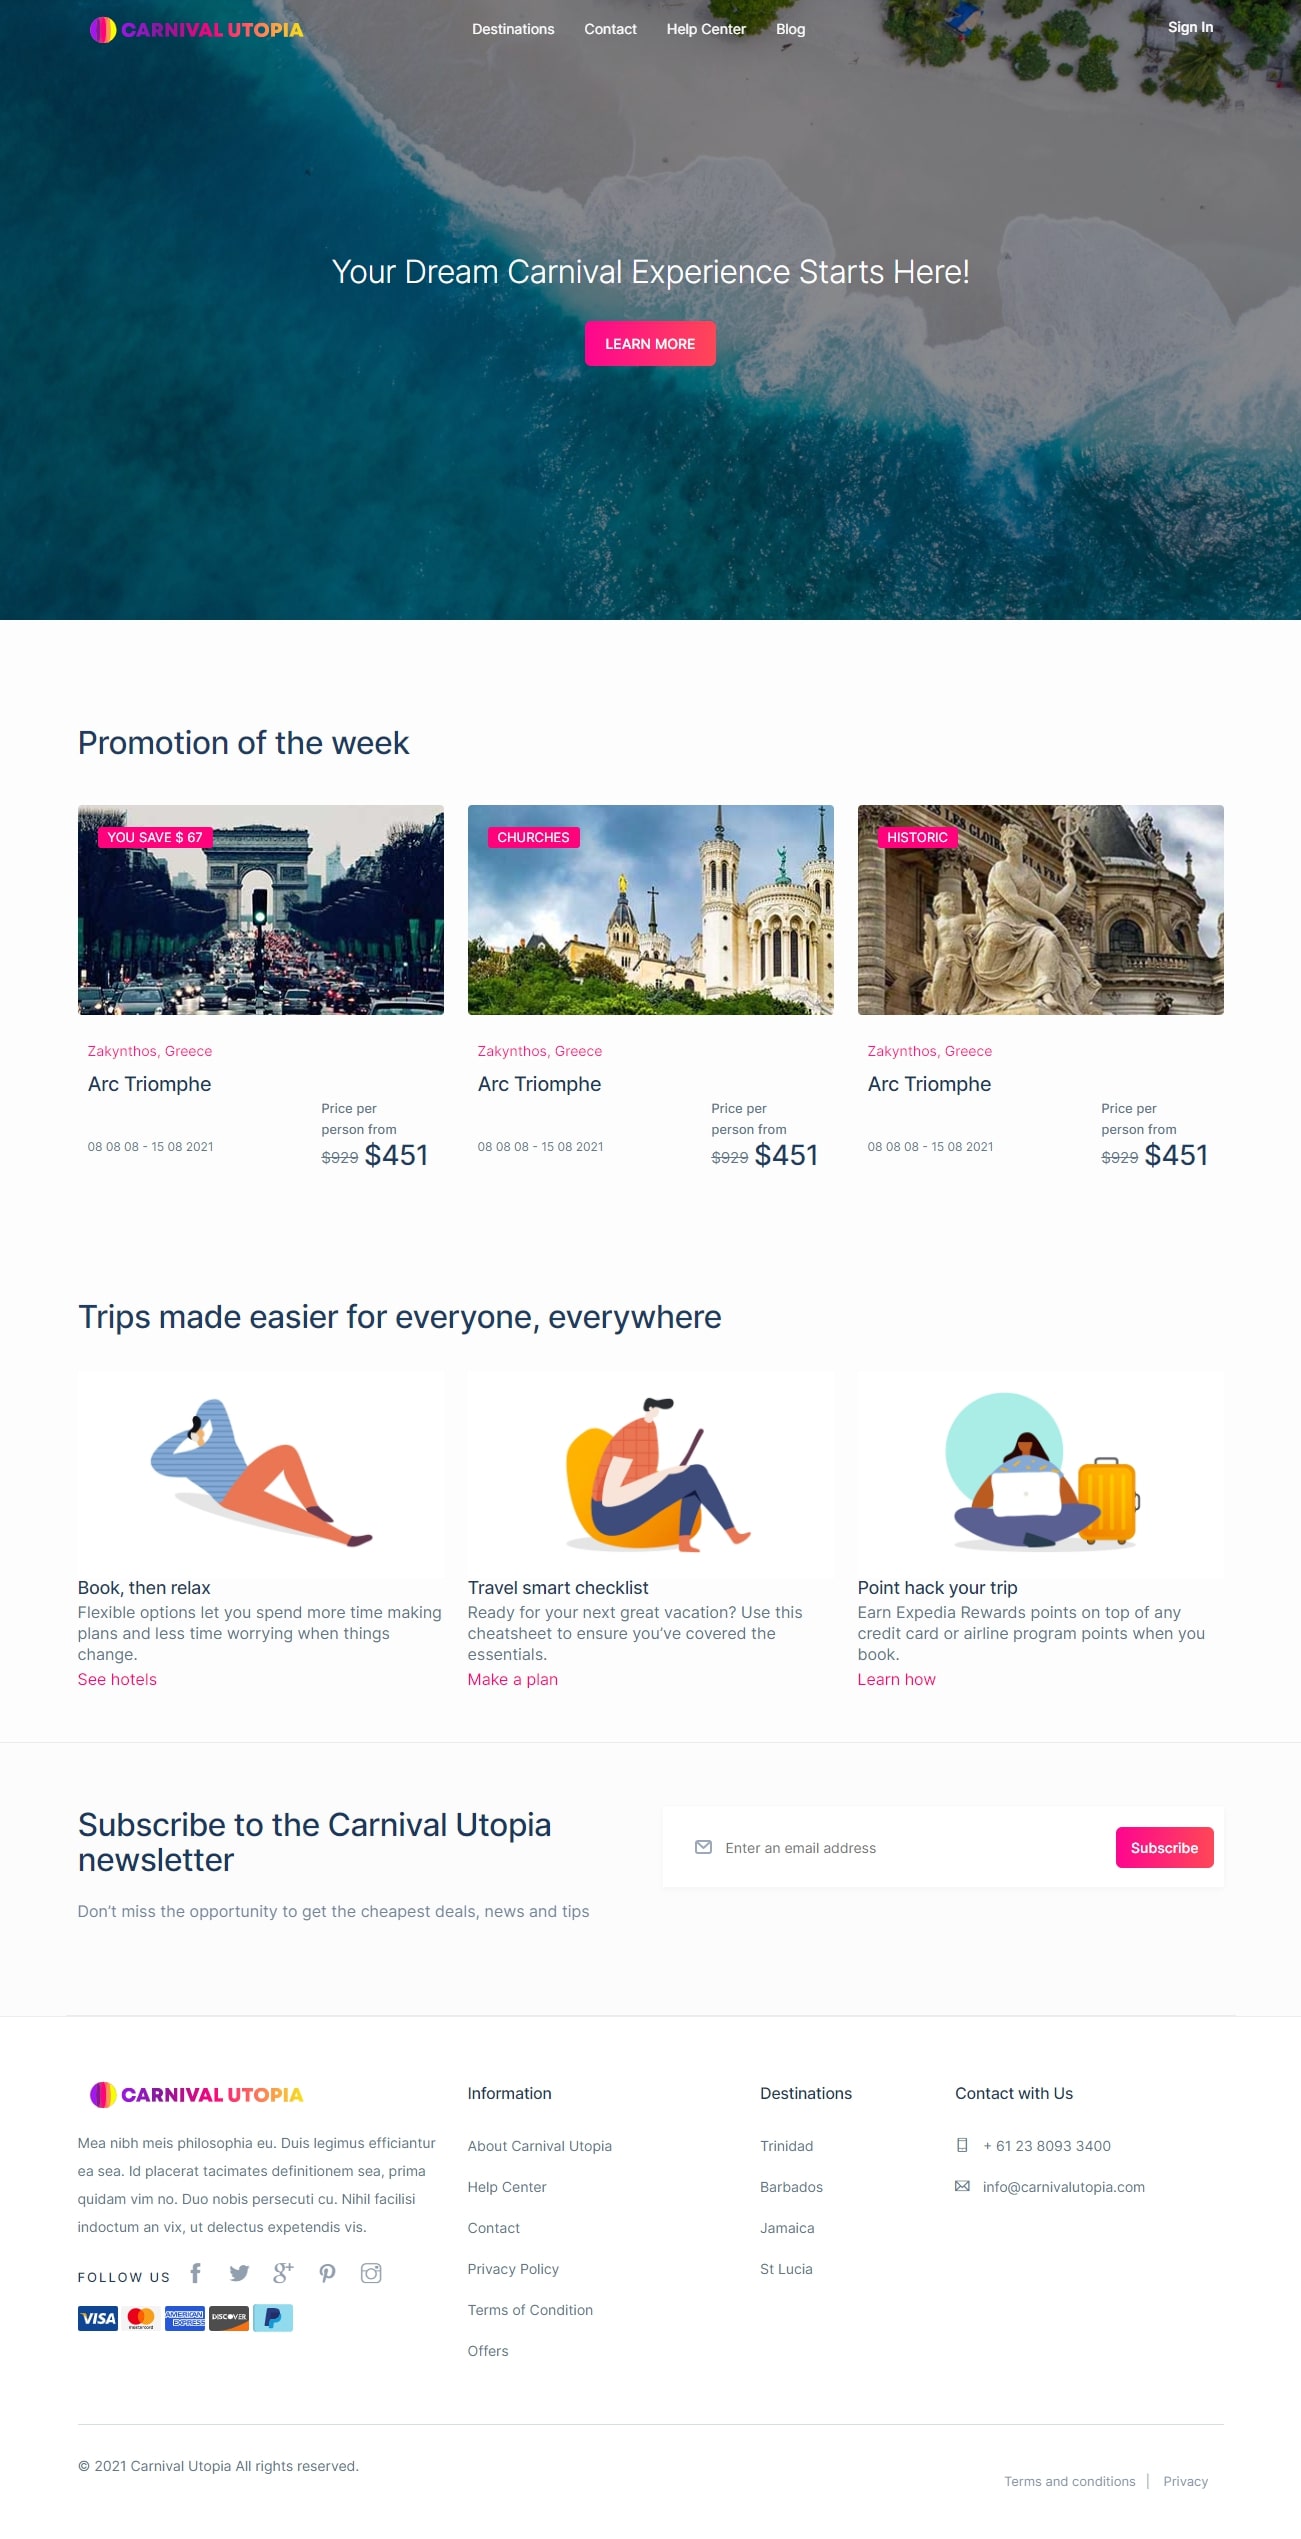 CARNIVAL UTOPIA
Destinations Contact Help Center Blog
Sign In
Your Dream Carnival Experience Starts Here!
LEARN MORE
Promotion of the week
YOU SAVE $ 67
Zakynthos, Greece
Arc Triomphe
08 08 08 - 15 08 2021
Price per
person from
$929 $451
CHURCHES
Zakynthos, Greece
Arc Triomphe
08 08 08 - 15 08 2021
Price per
person from
$929 $451
HISTORIC
Zakynthos, Greece
Arc Triomphe
08 08 08 - 15 08 2021
Price per
person from
$929 $451
Trips made easier for everyone, everywhere
Book, then relax
Flexible options let you spend more time making
plans and less time worrying when things
change.
See hotels
Travel smart checklist
Ready for your next great vacation? Use this
cheatsheet to ensure you've covered the
essentials.
Make a plan
Point hack your trip
Earn Expedia Rewards points on top of any
credit card or airline program points when you
book.
Learn how
Subscribe to the Carnival Utopia
newsletter
Don't miss the opportunity to get the cheapest deals, news and tips
Enter an email address
Subscribe
CARNIVAL UTOPIA
Mea nibh meis philosophia eu. Duis legimus efficiantur
ea sea. Id placerat tacimates definitionem sea, prima
quidam vim no. Duo nobis persecuti cu. Nihil facilisi
indoctum an vix, ut delectus expetendis vis.
FOLLOW US
VISA
mastercard
AMERICAN
EXPRESS
DISCOVER
Information
About Carnival Utopia
Help Center
Contact
Privacy Policy
Terms of Condition
Offers
Destinations
Trinidad
Barbados
Jamaica
St Lucia
Contact with Us
+ 61 23 8093 3400
info@carnivalutopia.com
© 2021 Carnival Utopia All rights reserved.
Terms and conditions | Privacy